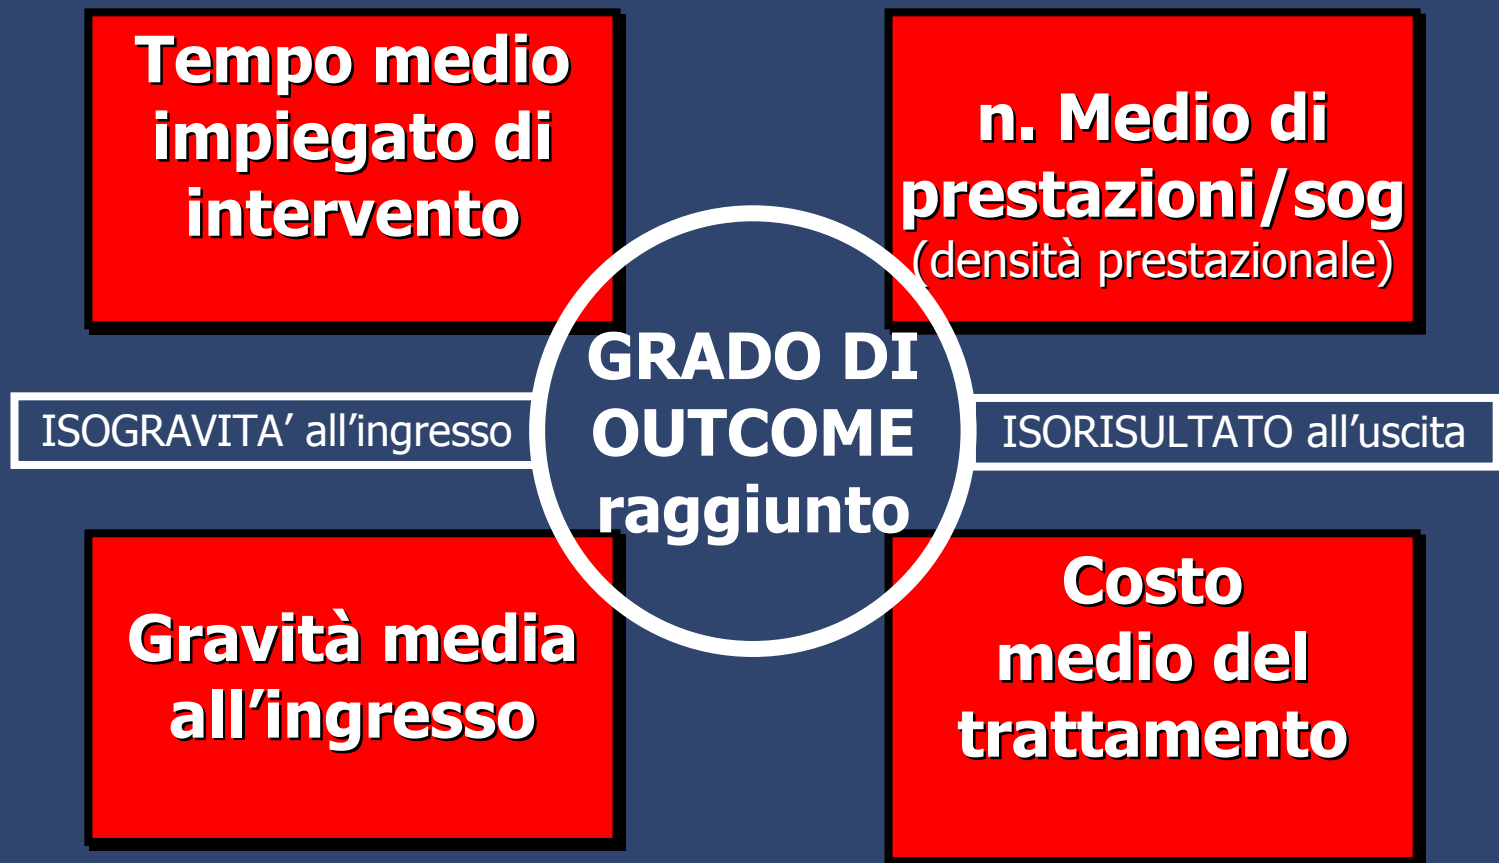 Tempo medio
impiegato di
intervento
n. Medio di
prestazioni/sog
(densità prestazionale)
ISOGRAVITA’ all’ingresso
GRADO DI
OUTCOME
raggiunto
ISORISULTATO all’uscita
Gravità media
all’ingresso
Costo
medio del
trattamento